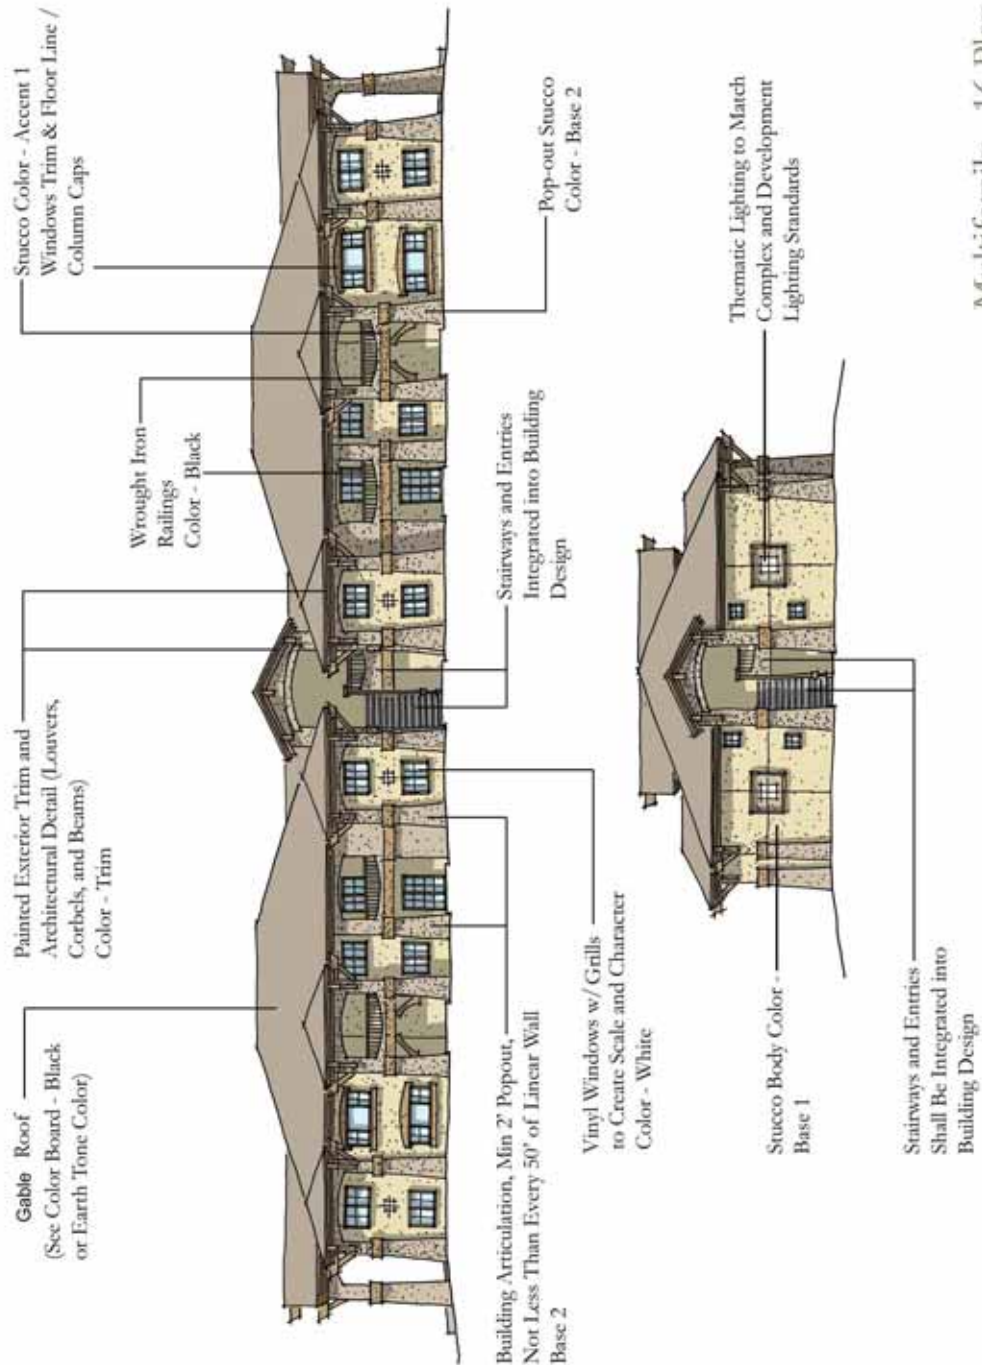 Gable Roof
(See Color Board - Black
or Earth Tone Color)
Painted Exterior Trim and
Architectural Detail (Louvers,
Corbels, and Beams)
Color - Trim
Wrought Iron
Railings
Color - Black
Stucco Color - Accent 1
Windows Trim & Floor Line /
Column Caps
Building Articulation, Min 2' Popout,
Not Less Than Every 50' of Linear Wall
Base 2
Vinyl Windows w/ Grills
to Create Scale and Character
Color - White
Stairways and Entries
Integrated into Building
Design
Pop-out Stucco
Color - Base 2
Stucco Body Color -
Base 1
Stairways and Entries
Shall Be Integrated into
Building Design
Thematic Lighting to Match
Complex and Development
Lighting Standards